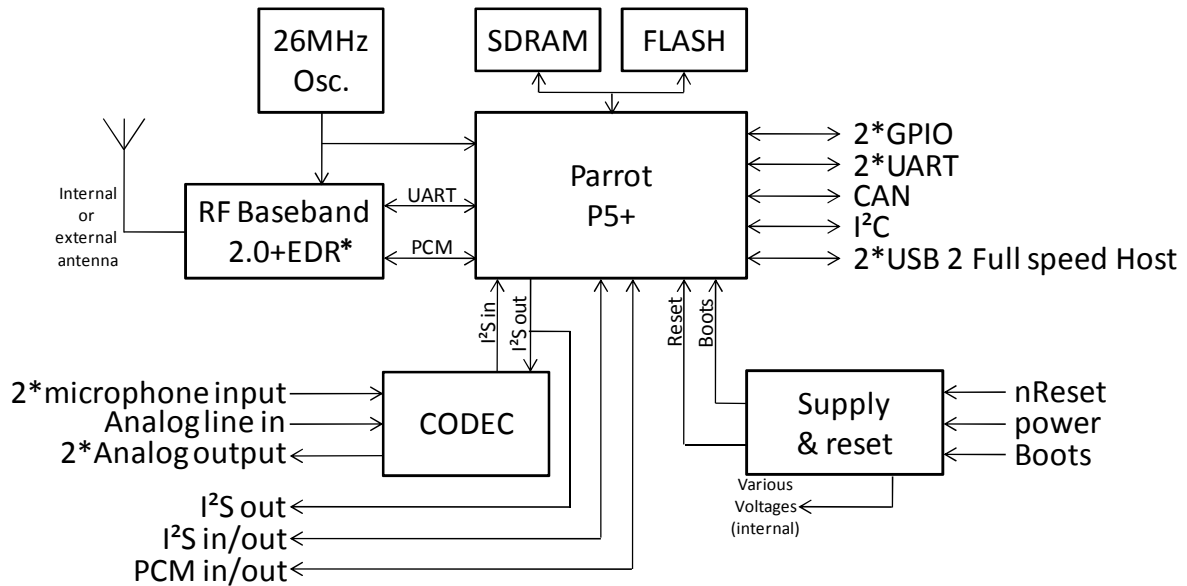 26MHz
Osc.
SDRAM
FLASH
Parrot
P5+
2*GPIO
2*UART
CAN
I²C
2*USB 2 Full speed Host
Internal
or
external
antenna
RF Baseband
2.0+EDR*
UART
PCM
I²S in
I²S out
Reset
Boots
2*microphone input
Analog line in
2*Analog output
CODEC
Supply
& reset
nReset
power
Boots
Various
Voltages
(internal)
I²S out
I²S in/out
PCM in/out